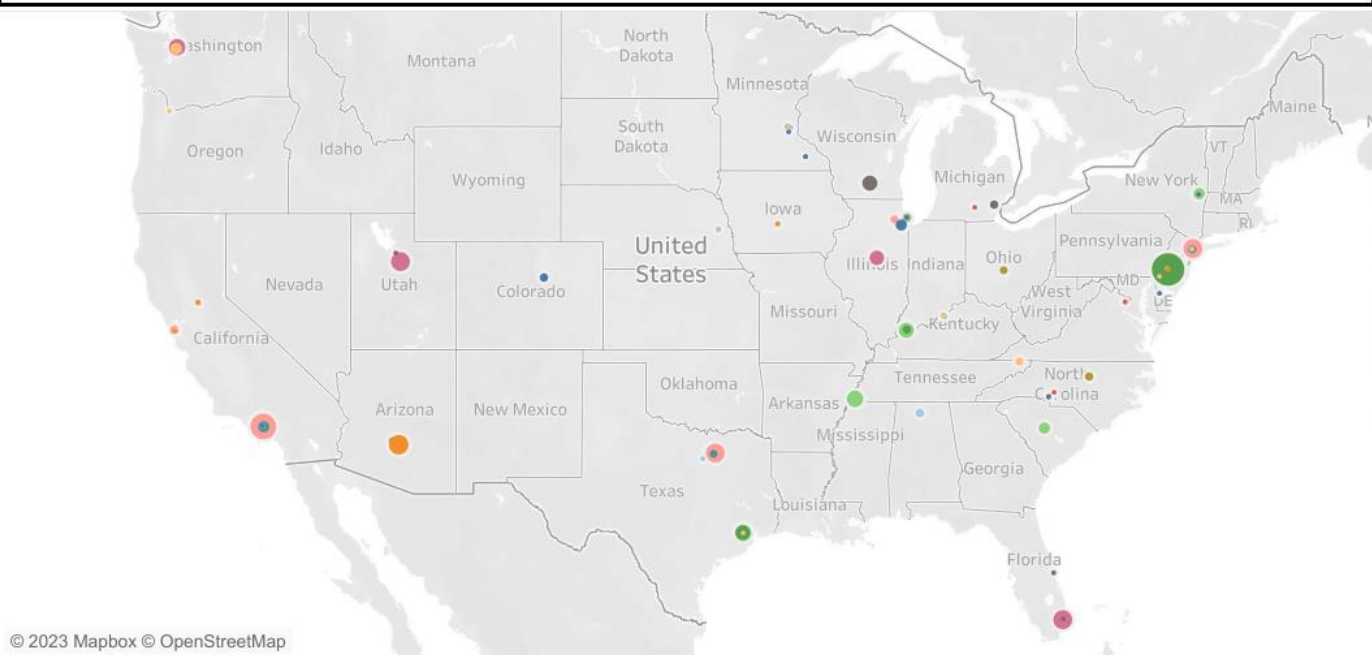 North
Dakota
ashington
Montana
Minnesota
Maine
South
Dakota
Wisconsin
VT
Oregon
Idaho
Wyoming
Michigan
New York
MA
Iowa
RI
United
States
Pennsylvania
Nevada
Utah
Colorado
Illinois
Indiana
Ohio
MD
West
Virginia
DE
Missouri
Kentucky
California
Oklahoma
Tennessee
North
Carolina
Arizona
New Mexico
Arkansas
Mississippi
Georgia
Texas
Louisiana
Florida
© 2023 Mapbox © OpenStreetMap